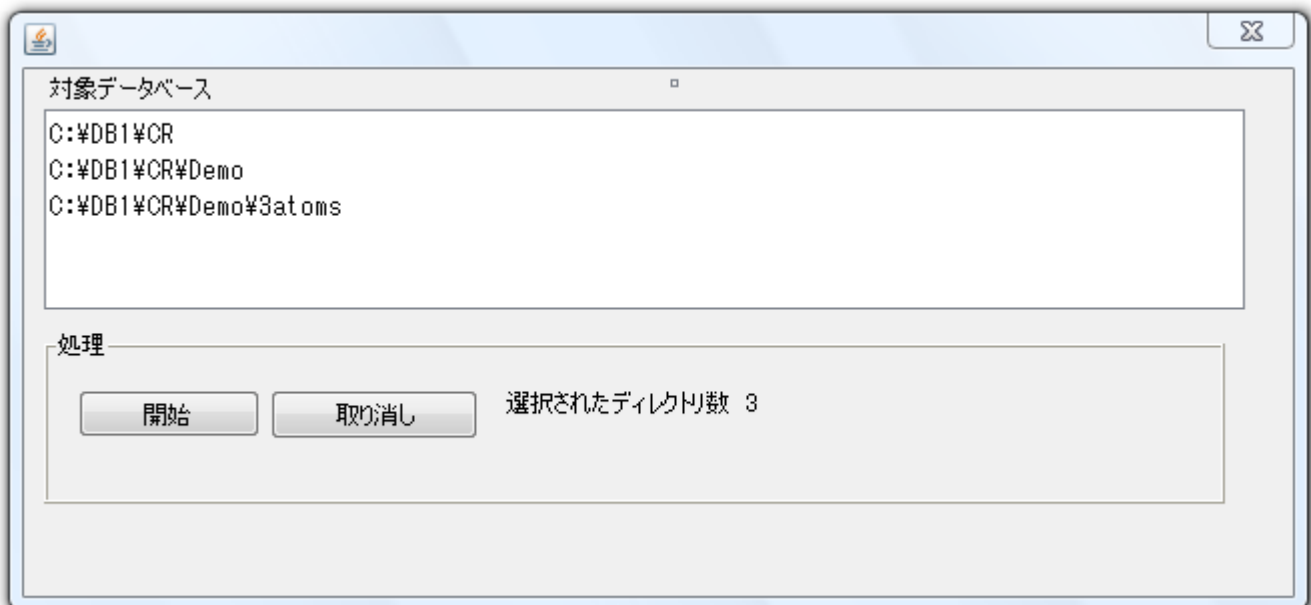 対象データベース
C:¥DB1¥CR
C:¥DB1¥CR¥Demo
C:¥DB1¥CR¥Demo¥3atoms
処理
開始 取り消し 選択されたディレクトリ数 3